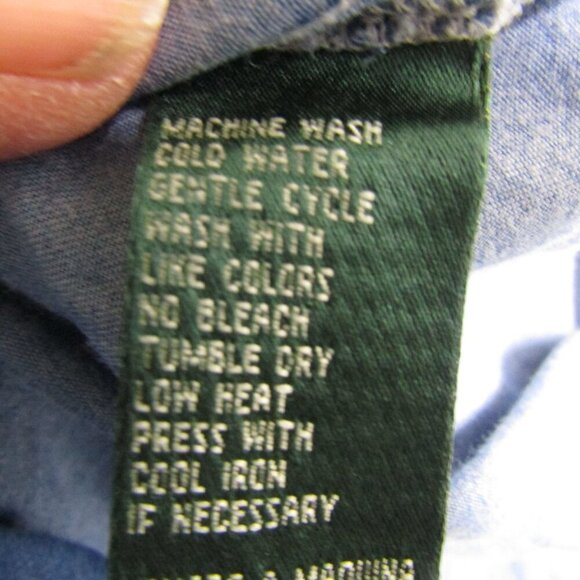 MACHINE WASH
COLD WATER
GENTLE CYCLE
WASH WITH
LIKE COLORS
NO BLEACH
TUMBLE DRY
LOW HEAT
PRESS WITH
COOL IRON
IF NECESSARY
A MAQUINA